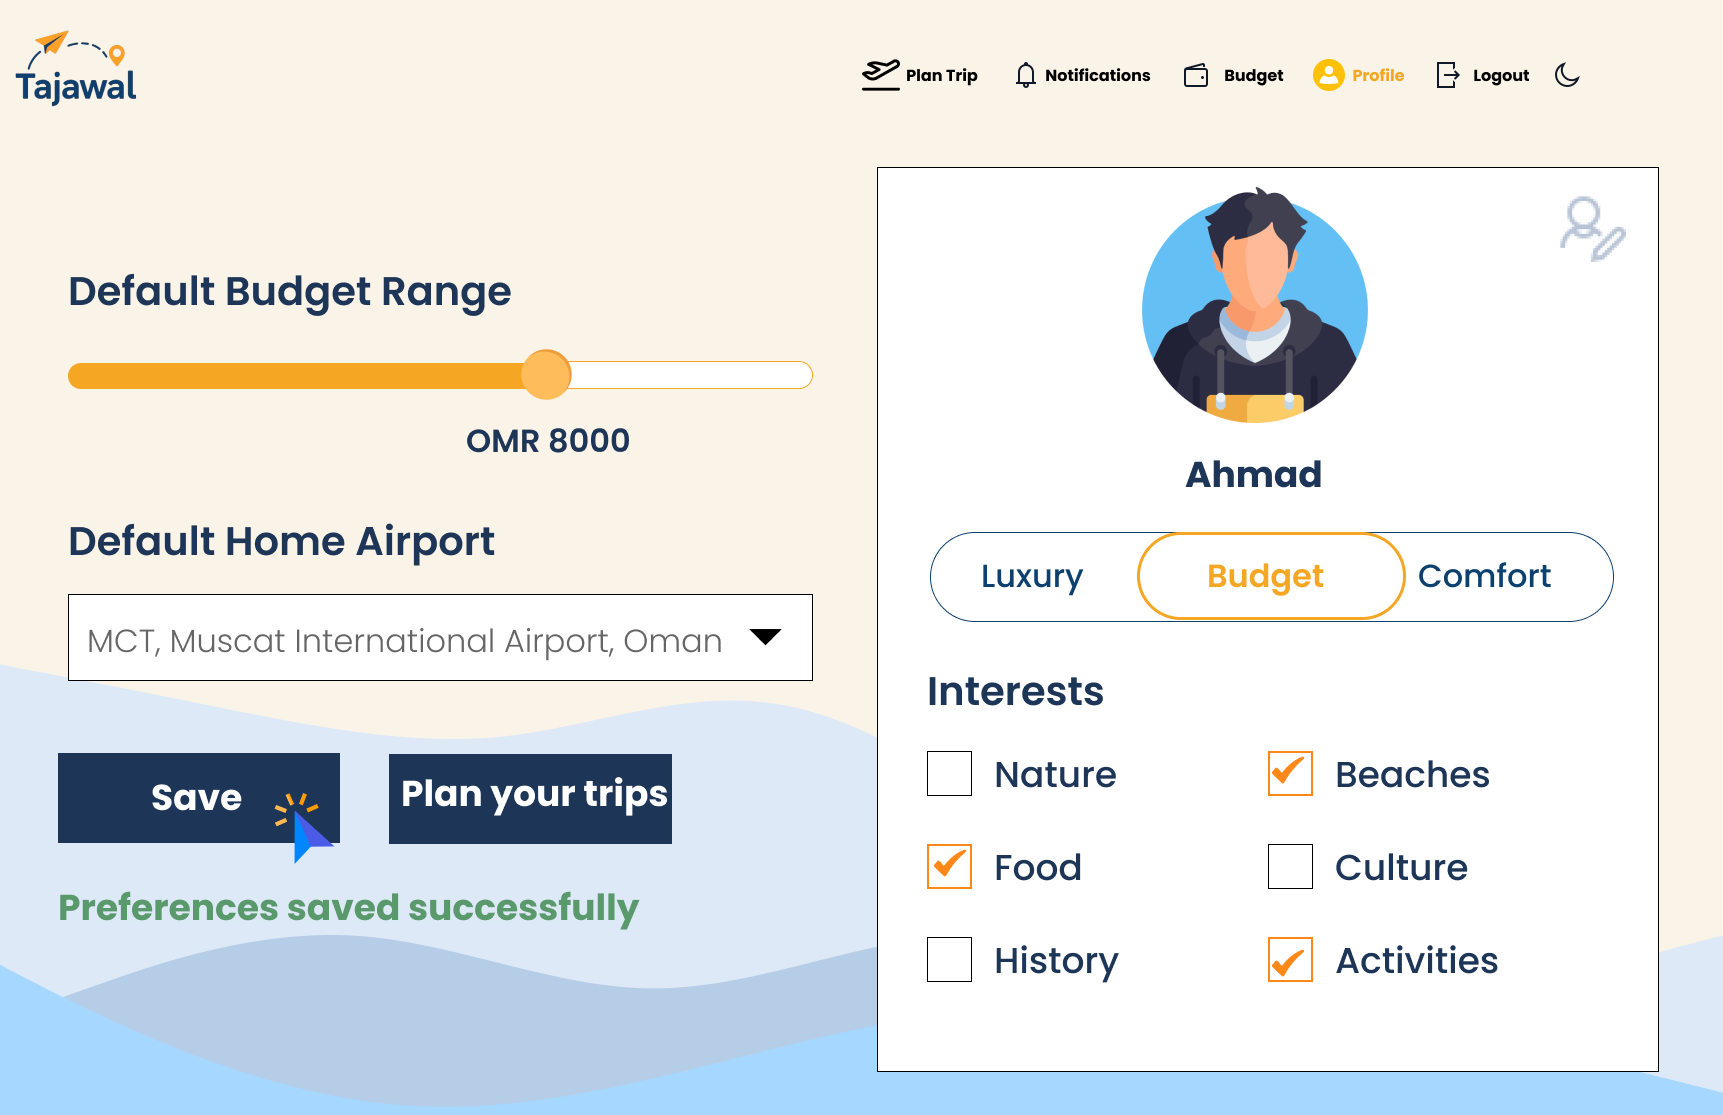 Tajawal
Plan Trip
Notifications
Budget
Profile
Logout
Default Budget Range
OMR 8000
Default Home Airport
MCT, Muscat International Airport, Oman
Save
Plan your trips
Preferences saved successfully
Ahmad
Luxury
Budget
Comfort
Interests
Nature
Beaches
Food
Culture
History
Activities